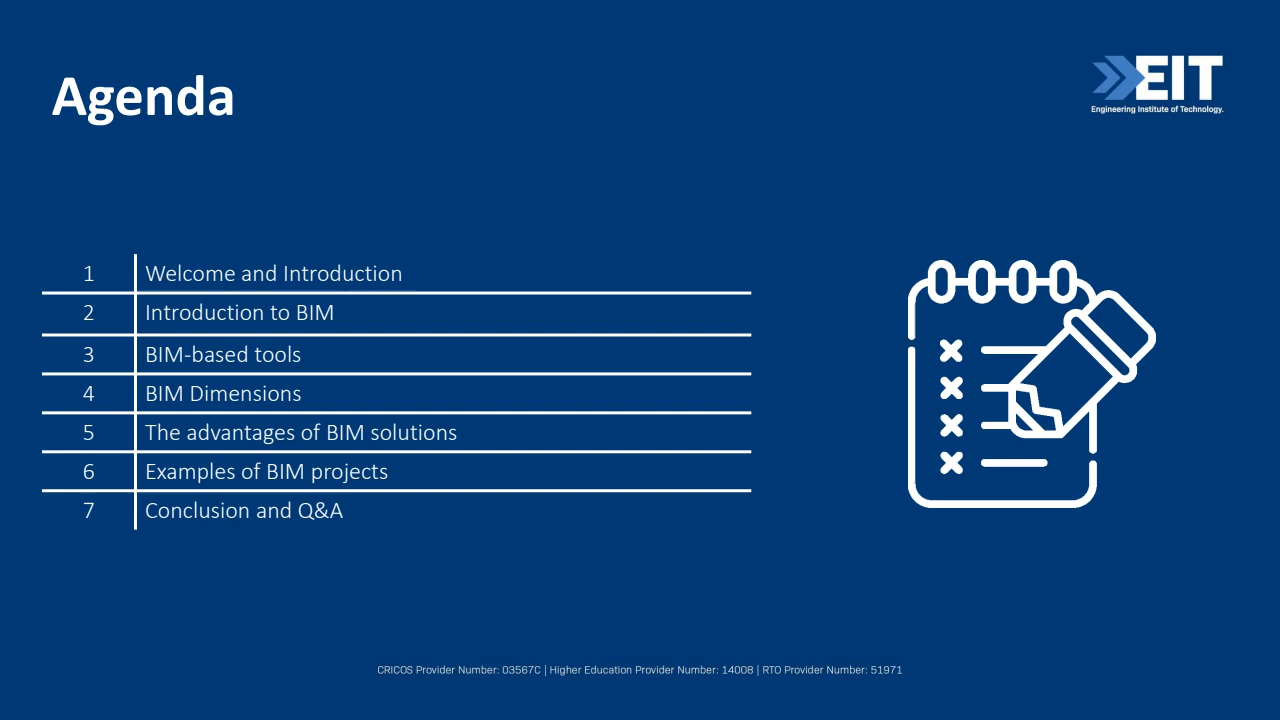 Agenda
EIT
Engineering Institute of Technology.
1 Welcome and Introduction
2 Introduction to BIM
3 BIM-based tools
4 BIM Dimensions
5 The advantages of BIM solutions
6 Examples of BIM projects
7 Conclusion and Q&A
CRICOS Provider Number: 03567C | Higher Education Provider Number: 14008 | RTO Provider Number: 51971